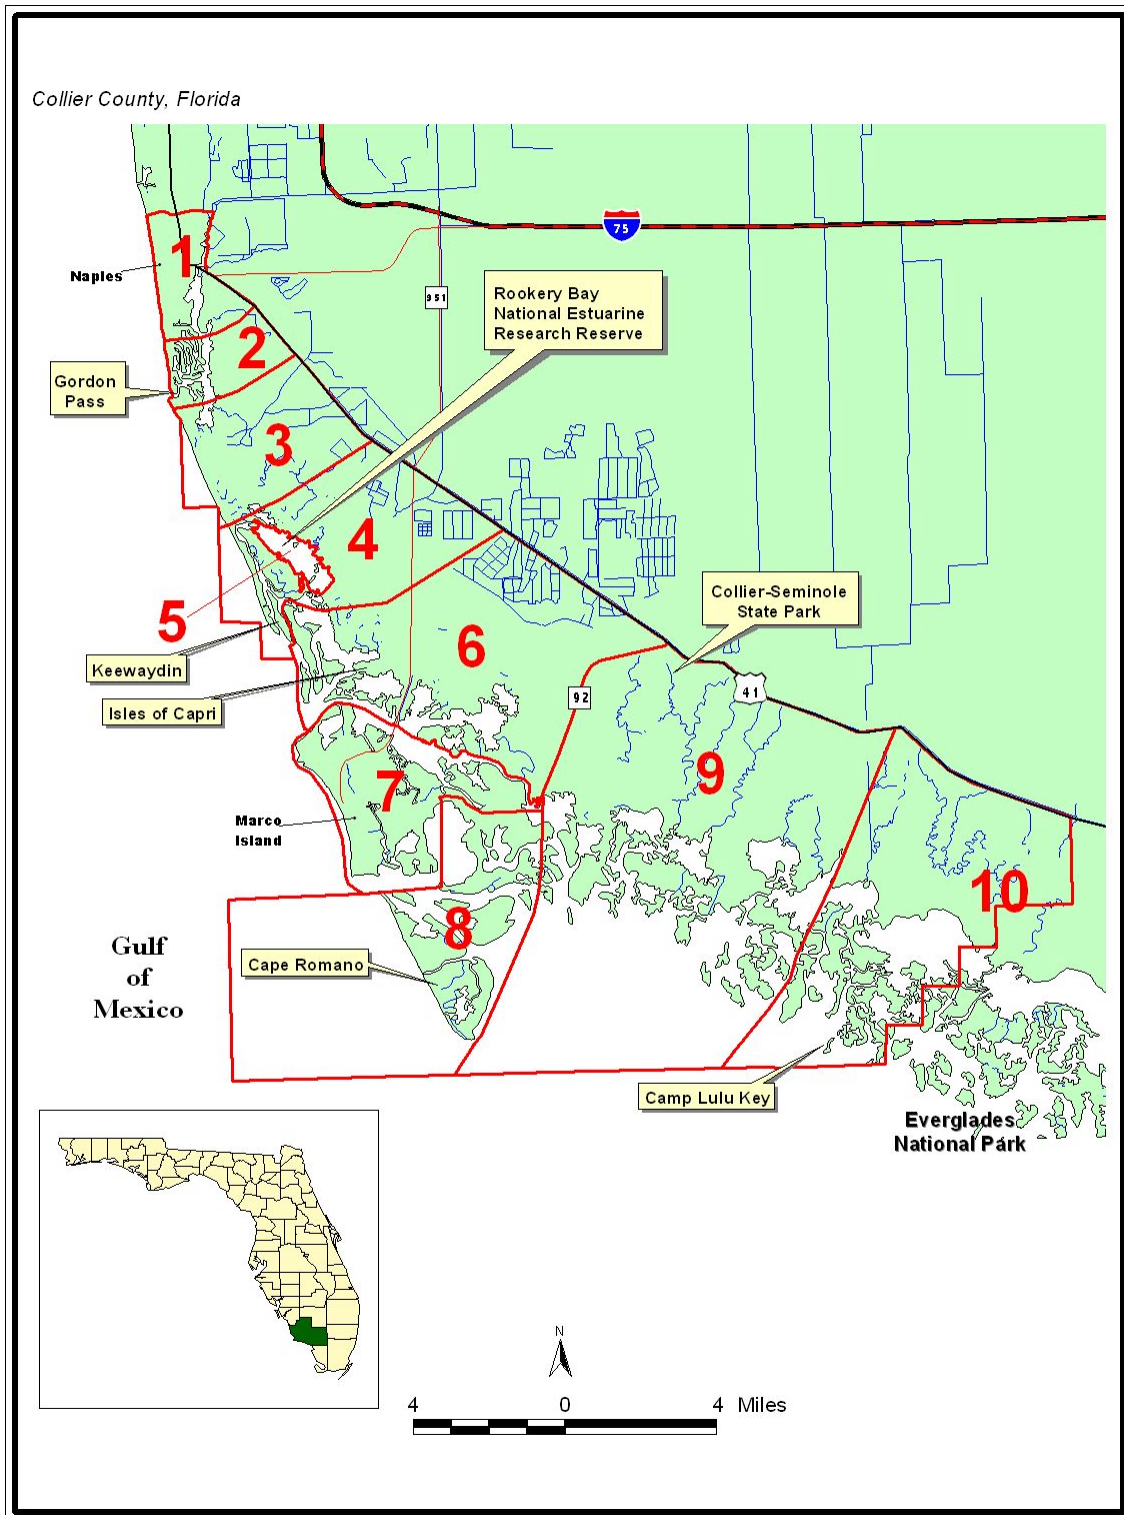 Collier County, Florida
75
1
Naples
951
Rookery Bay
National Estuarine
Research Reserve
2
Gordon
Pass
3
4
Collier-Seminole
State Park
5
6
Keewaydin
41
92
Isles of Capri
9
7
Marco
Island
10
8
Gulf
of
Mexico
Cape Romano
Camp Lulu Key
Everglades
National Park
N
4 0 4 Miles